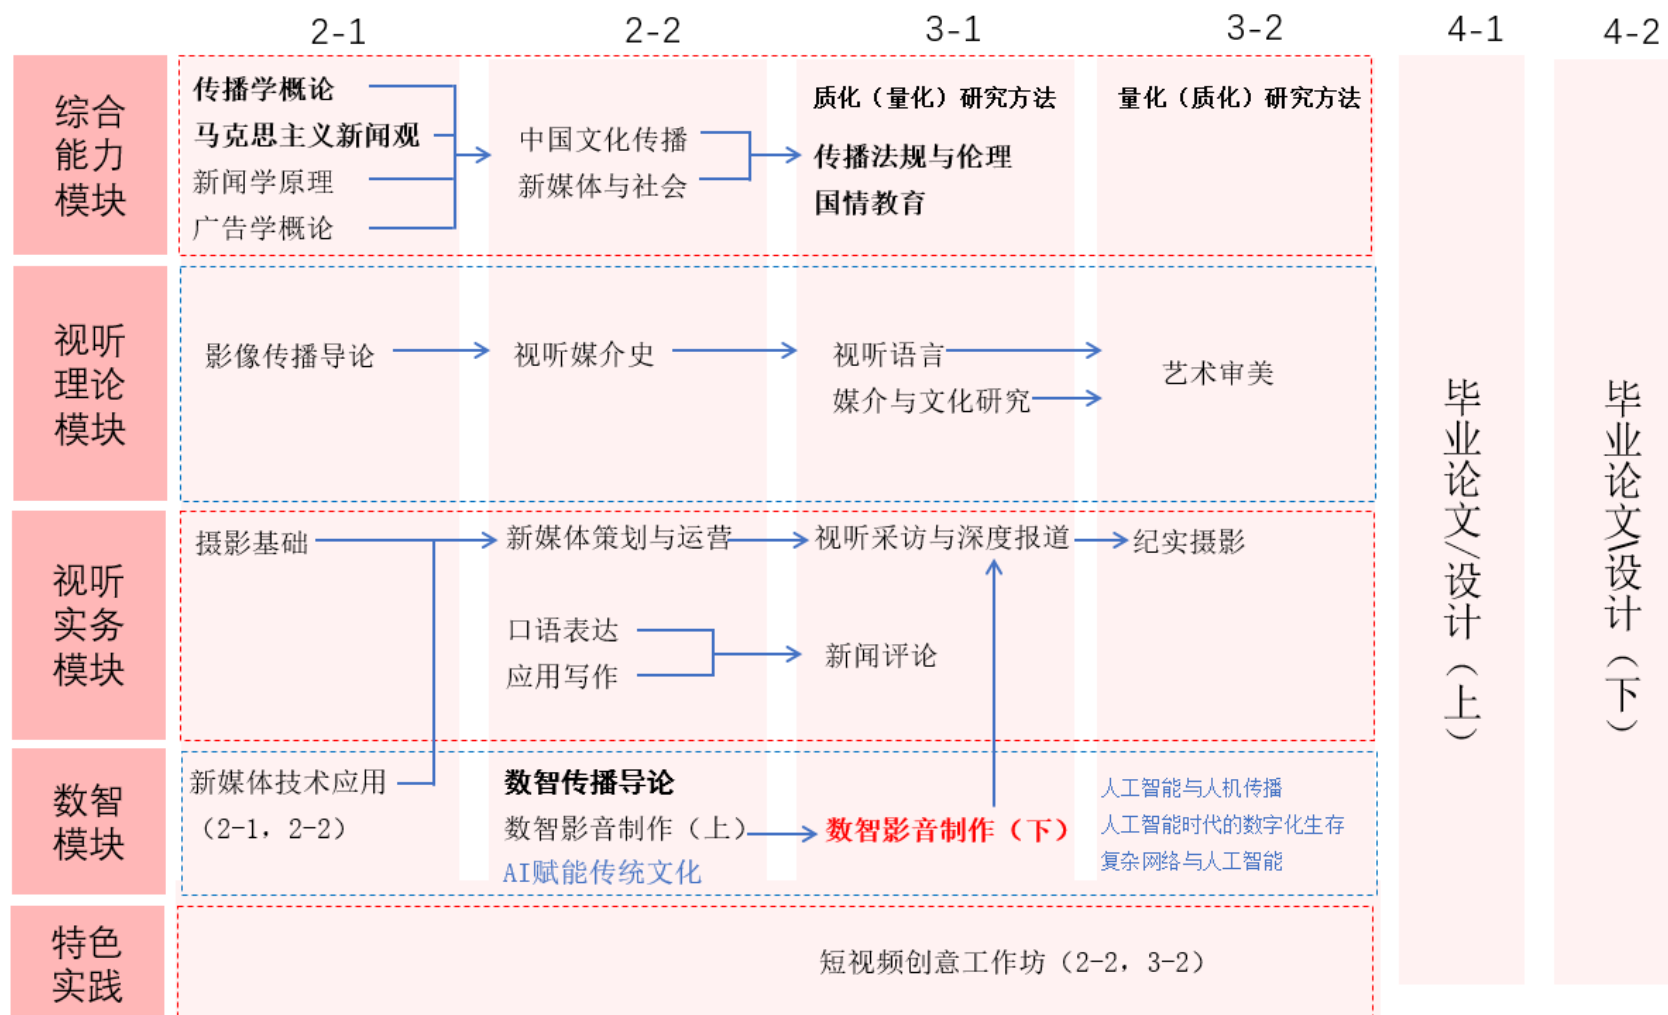 2-1
2-2
3-1
3-2
4-1
4-2
综合
能力
模块
传播学概论
马克思主义新闻观
新闻学原理
广告学概论
中国文化传播
新媒体与社会
质化（量化）研究方法
传播法规与伦理
国情教育
量化（质化）研究方法
视听
理论
模块
影像传播导论
视听媒介史
视听语言
媒介与文化研究
艺术审美
视听
实务
模块
摄影基础
新媒体策划与运营
口语表达
应用写作
视听采访与深度报道
新闻评论
纪实摄影
数智
模块
新媒体技术应用
（2-1，2-2）
数智传播导论
数智影音制作（上）
AI赋能传统文化
数智影音制作（下）
人工智能与人机传播
人工智能时代的数字化生存
复杂网络与人工智能
特色
实践
短视频创意工作坊（2-2，3-2）
毕业论文/设计（上）
毕业论文/设计（下）